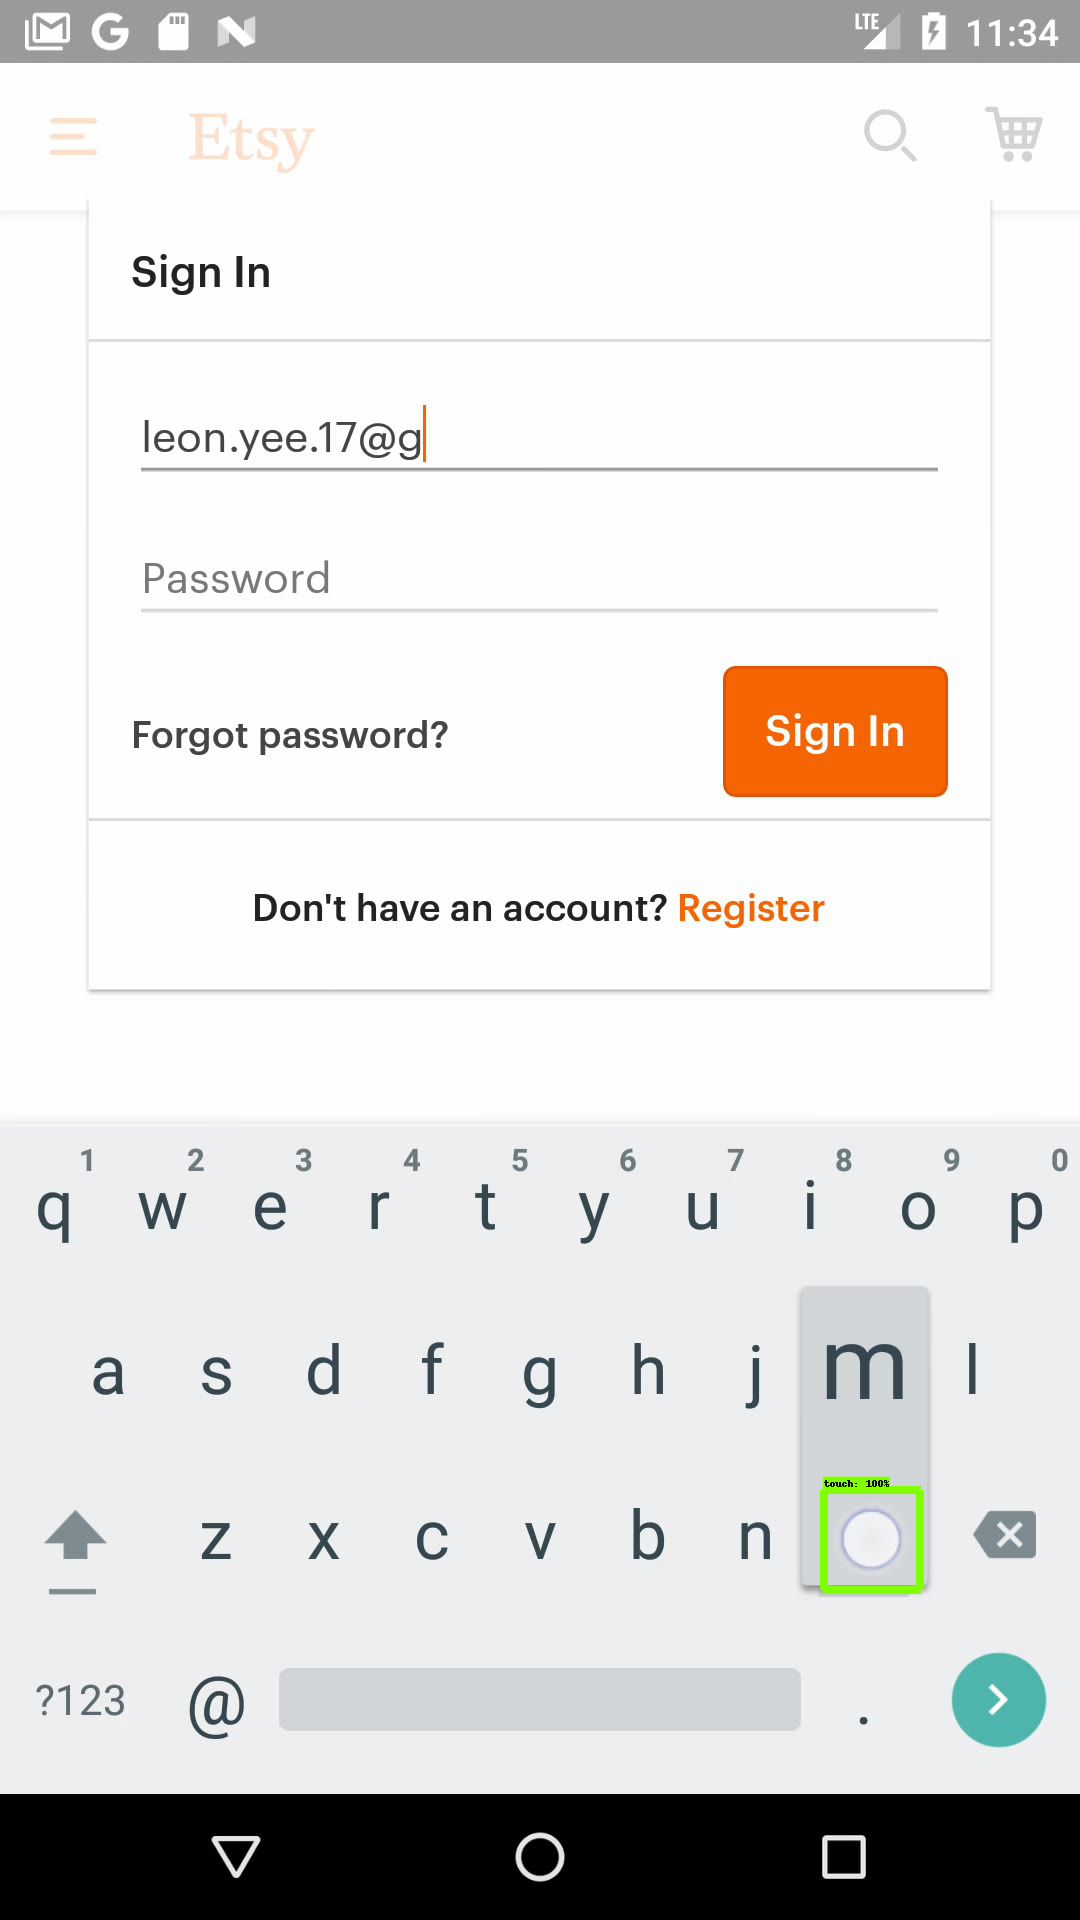 LTE 11:34
Etsy
Sign In
leon.yee.17@g
Password
Forgot password?
Sign In
Don't have an account? Register
1 2 3 4 5 6 7 8 9 0
q w e r t y u i o p
a s d f g h j m l
touch: 100%
z x c v b n
?123 @ .